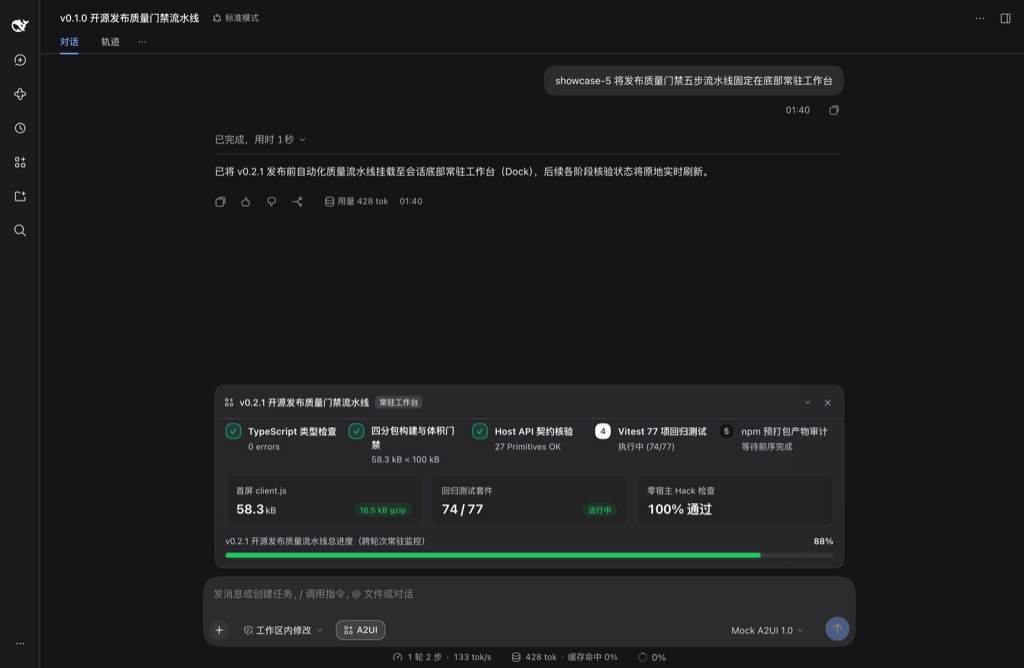 v0.1.0 开源发布质量门禁流水线 标准模式
对话 轨迹 ...
showcase-5 将发布质量门禁五步流水线固定在底部常驻工作台
01:40
已完成，用时 1 秒
已将 v0.2.1 发布前自动化质量流水线挂载至会话底部常驻工作台（Dock），后续各阶段核验状态将原地实时刷新。
用量 428 tok 01:40
v0.2.1 开源发布质量门禁流水线 常驻工作台
TypeScript 类型检查
0 errors
四分包构建与体积门
禁
58.3 kB < 100 kB
Host API 契约核验
27 Primitives OK
4 Vitest 77 项回归测试
执行中 (74/77)
5 npm 预打包产物审计
等待前序完成
首屏 client.js
58.3 kB 16.5 kB gzip
回归测试套件
74 / 77 运行中
零宿主 Hack 检查
100% 通过
v0.2.1 开源发布质量流水线总进度（跨轮次常驻监控） 88%
发消息或创建任务, / 调用指令, @ 文件或对话
工作区内修改 A2UI Mock A2UI 1.0
1 轮 2 步 · 133 tok/s 428 tok · 缓存命中 0% 0%